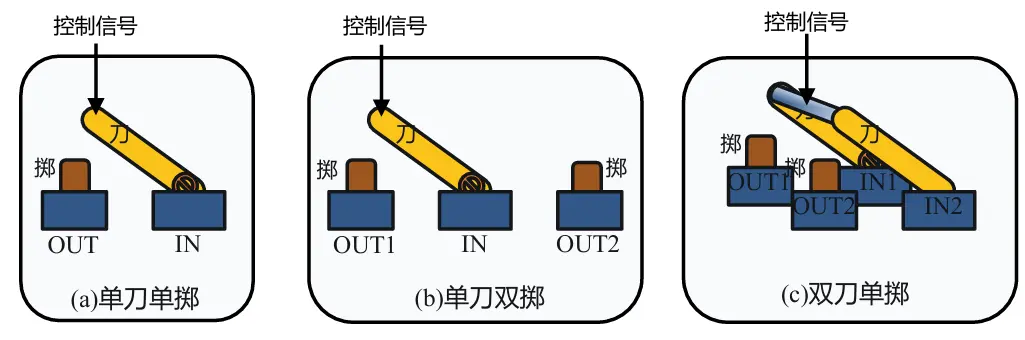 控制信号
刀
掷
OUT
IN
(a)单刀单掷
控制信号
刀
掷
掷
OUT1
IN
OUT2
(b)单刀双掷
控制信号
刀
刀
掷
掷
OUT1
IN1
OUT2
IN2
(c)双刀单掷